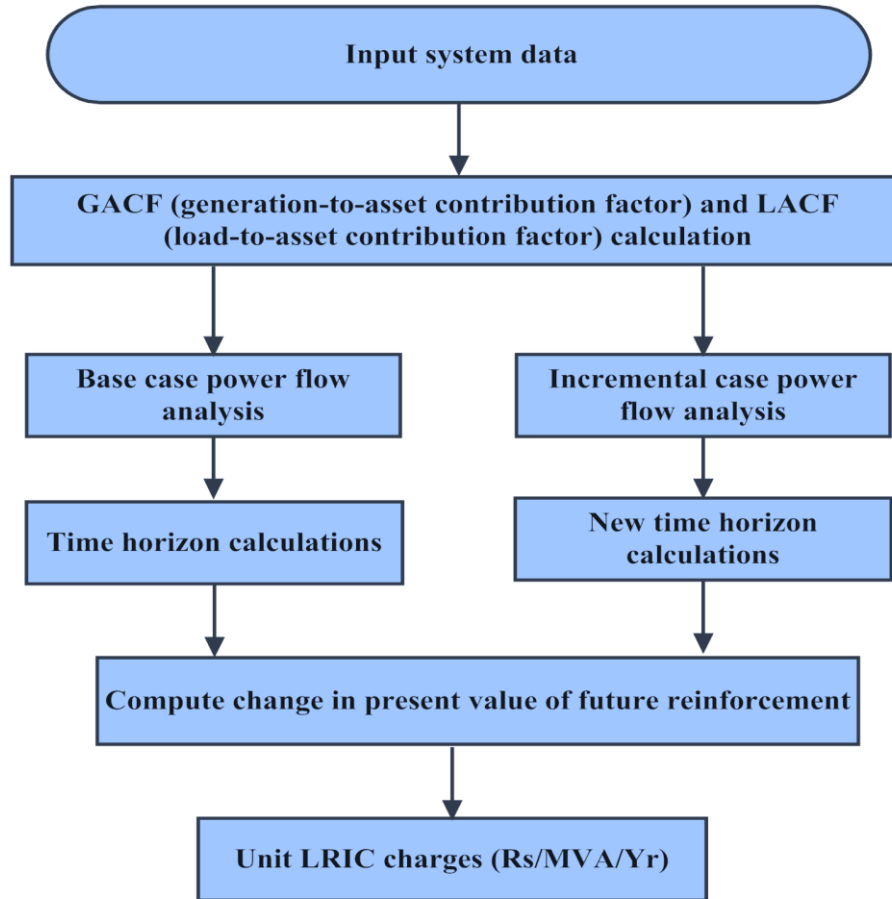 Input system data
GACF (generation-to-asset contribution factor) and LACF
(load-to-asset contribution factor) calculation
Base case power flow
analysis
Incremental case power
flow analysis
Time horizon calculations
New time horizon
calculations
Compute change in present value of future reinforcement
Unit LRIC charges (Rs/MVA/Yr)